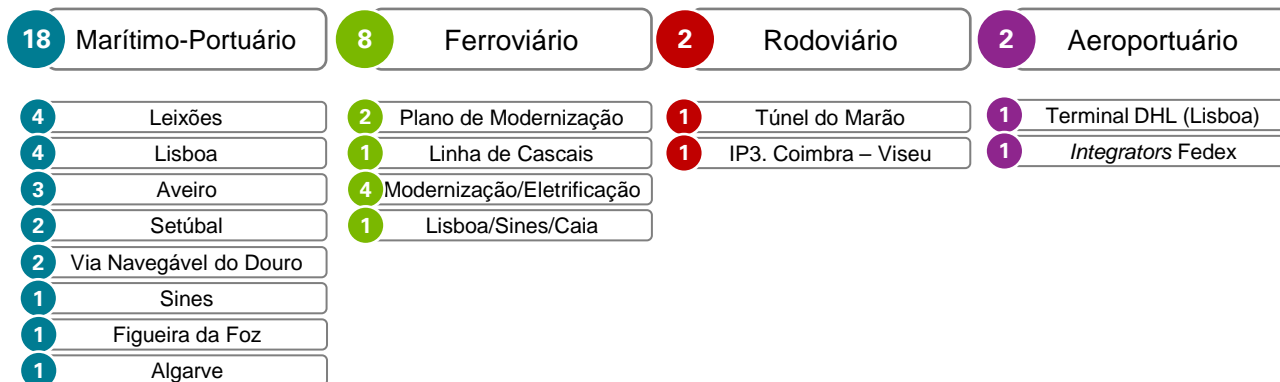 18 Marítimo-Portuário
4 Leixões
4 Lisboa
3 Aveiro
2 Setúbal
2 Via Navegável do Douro
1 Sines
1 Figueira da Foz
1 Algarve
8 Ferroviário
2 Plano de Modernização
1 Linha de Cascais
4 Modernização/Eletrificação
1 Lisboa/Sines/Caia
2 Rodoviário
1 Túnel do Marão
1 IP3. Coimbra – Viseu
2 Aeroportuário
1 Terminal DHL (Lisboa)
1 Integrators Fedex